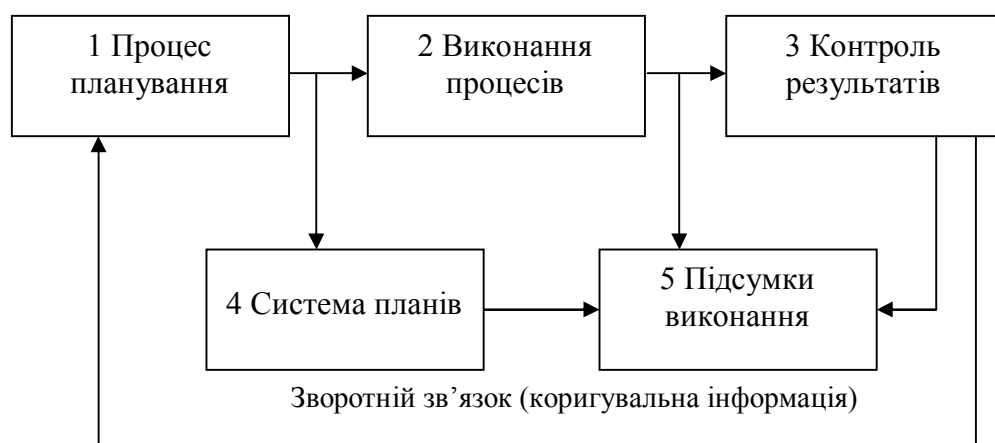 1 Процес
планування
2 Виконання
процесів
3 Контроль
результатів
4 Система планів
5 Підсумки
виконання
Зворотній зв’язок (коригувальна інформація)